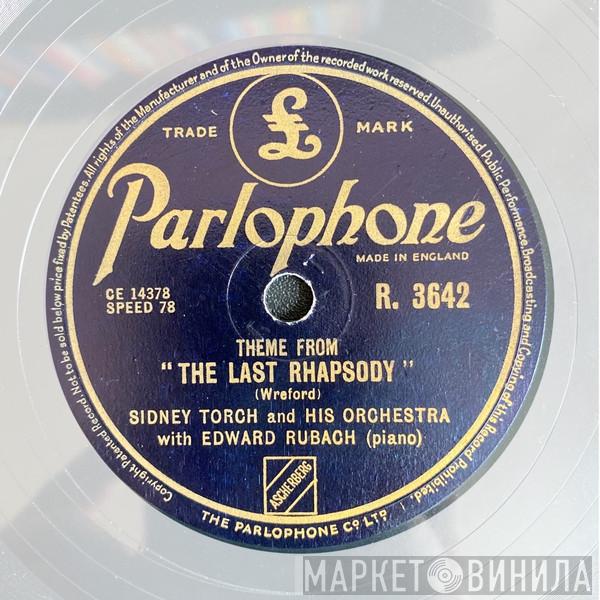 Copyright Patented Record. Not to be sold below price fixed by Patentees. All rights of the Manufacturer and of the Owner of the recorded work reserved. Unauthorised Public Performance, Broadcasting and Copying of this Record Prohibited.
£
TRADE MARK
Parlophone
MADE IN ENGLAND
CE 14378
SPEED 78
R. 3642
THEME FROM
"THE LAST RHAPSODY"
(Wreford)
SIDNEY TORCH and HIS ORCHESTRA
with EDWARD RUBACH (piano)
ASCHERBERG
THE PARLOPHONE CO LTD
МАРКЕТ ВИНИЛА